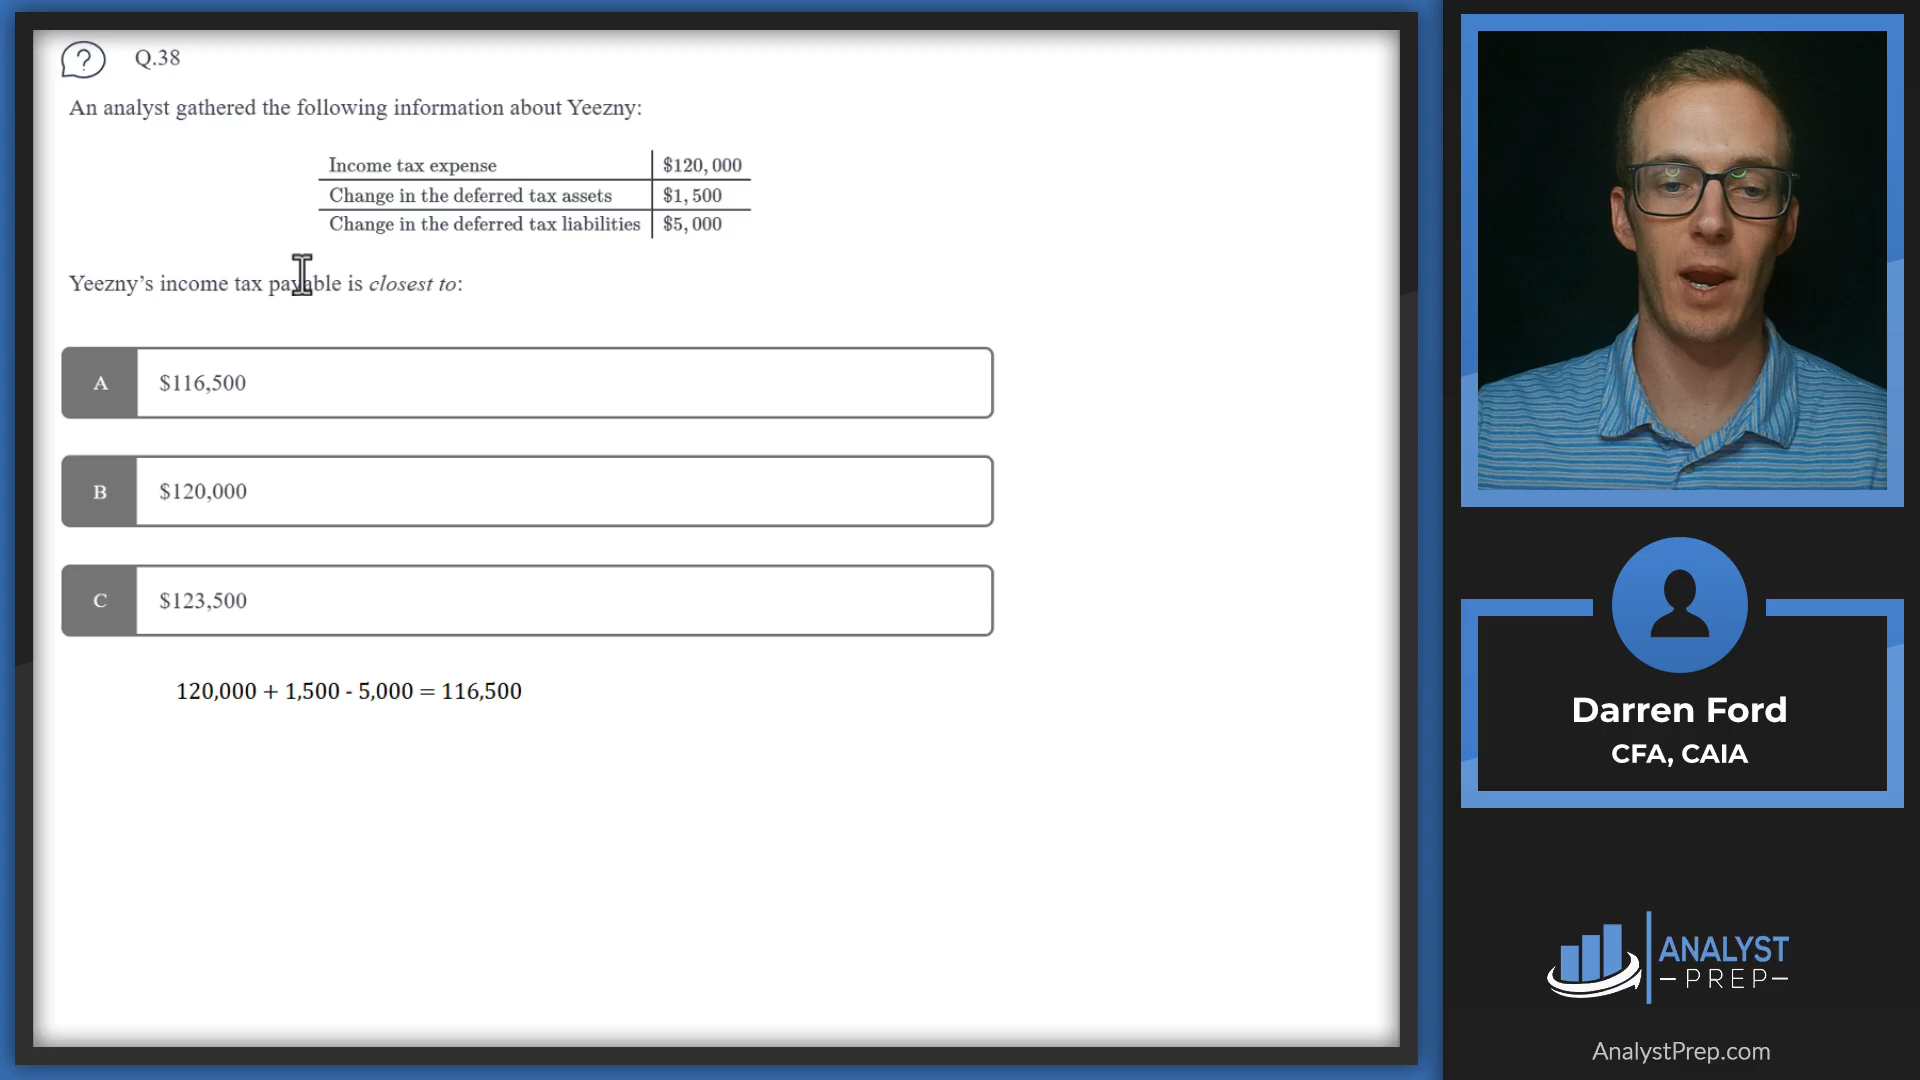 ?
Q.38
An analyst gathered the following information about Yeezny:
Income tax expense $120, 000
Change in the deferred tax assets $1, 500
Change in the deferred tax liabilities $5, 000
Yeezny’s income tax payable is closest to:
A $116,500
B $120,000
C $123,500
120,000 + 1,500 - 5,000 = 116,500
Darren Ford
CFA, CAIA
ANALYST
PREP
AnalystPrep.com